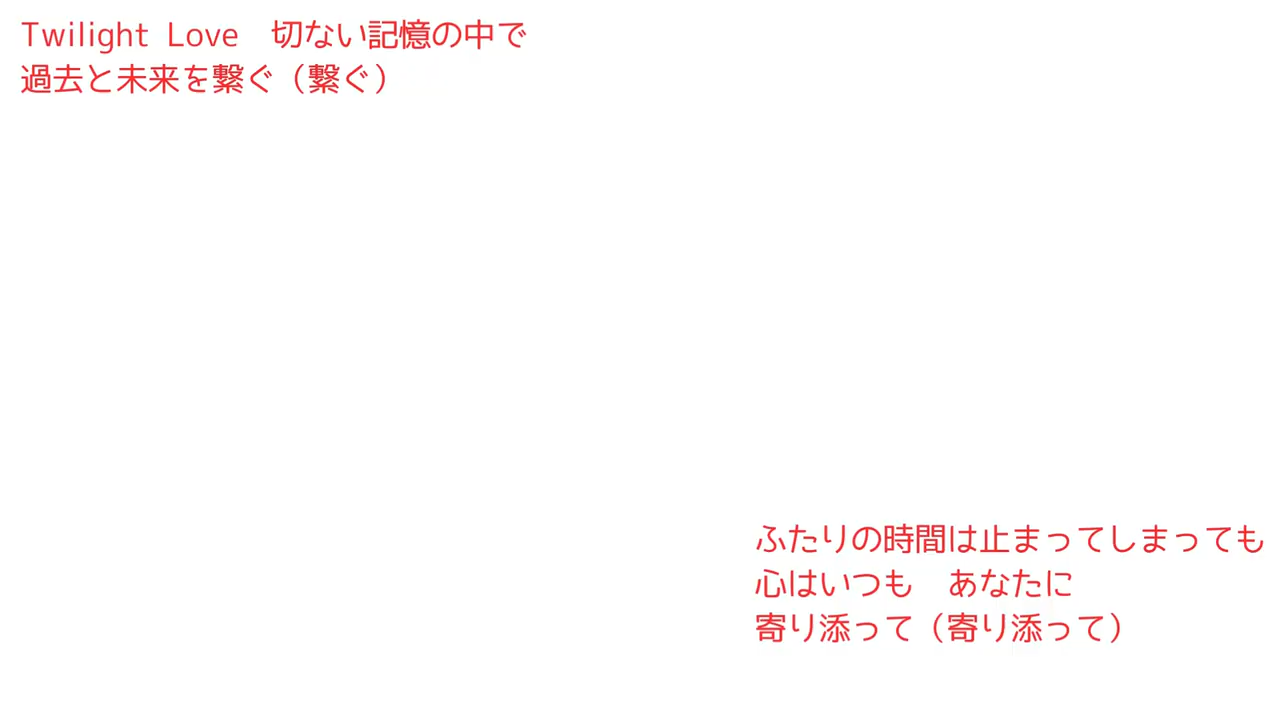 Twilight Love　切ない記憶の中で
過去と未来を繋ぐ（繋ぐ）
ふたりの時間は止まってしまっても
心はいつも　あなたに
寄り添って（寄り添って）